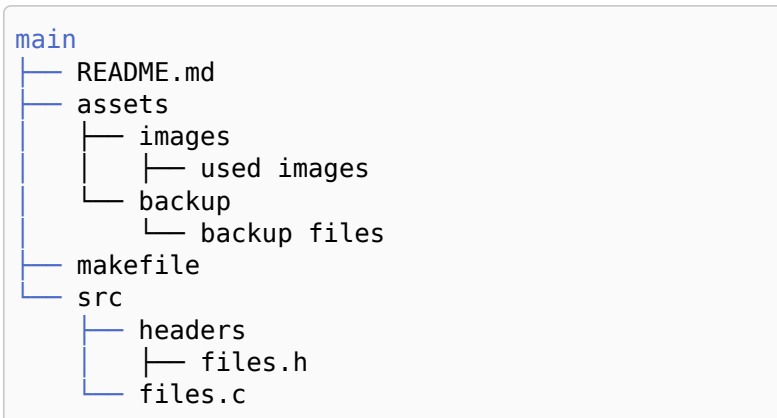 main
├── README.md
├── assets
│   ├── images
│   │   ├── used images
│   └── backup
│       └── backup files
├── makefile
└── src
    ├── headers
    │   ├── files.h
    └── files.c